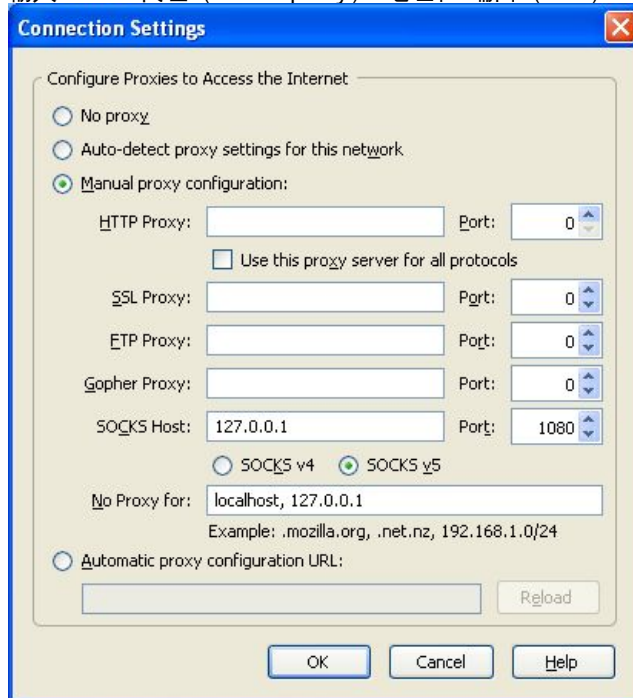 Connection Settings
Configure Proxies to Access the Internet
No proxy
Auto-detect proxy settings for this network
Manual proxy configuration:
HTTP Proxy: Port: 0
Use this proxy server for all protocols
SSL Proxy: Port: 0
FTP Proxy: Port: 0
Gopher Proxy: Port: 0
SOCKS Host: 127.0.0.1 Port: 1080
SOCKS v4 SOCKS v5
No Proxy for: localhost, 127.0.0.1
Example: .mozilla.org, .net.nz, 192.168.1.0/24
Automatic proxy configuration URL:
Reload
OK Cancel Help